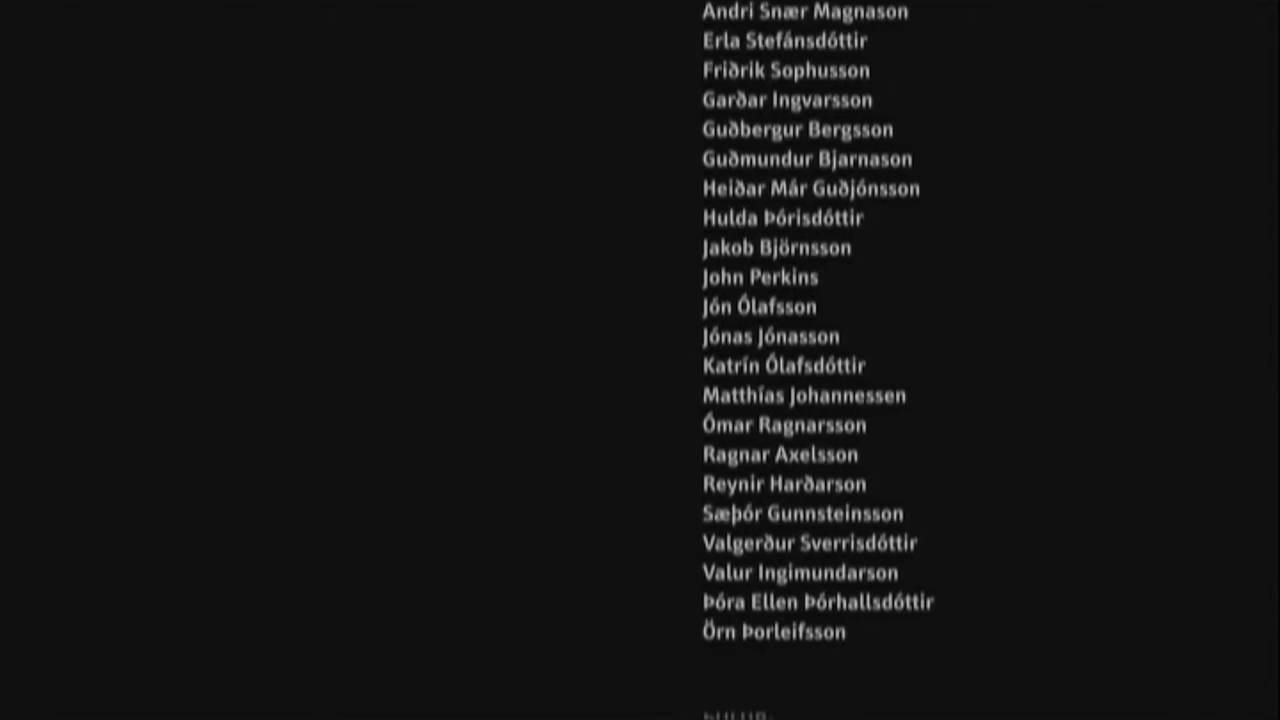 Andri Snær Magnason
Erla Stefánsdóttir
Friðrik Sophusson
Garðar Ingvarsson
Guðbergur Bergsson
Guðmundur Bjarnason
Heiðar Már Guðjónsson
Hulda Þórisdóttir
Jakob Björnsson
John Perkins
Jón Ólafsson
Jónas Jónasson
Katrín Ólafsdóttir
Matthías Johannessen
Ómar Ragnarsson
Ragnar Axelsson
Reynir Harðarson
Sæþór Gunnsteinsson
Valgerður Sverrisdóttir
Valur Ingimundarson
Þóra Ellen Þórhallsdóttir
Örn Þorleifsson